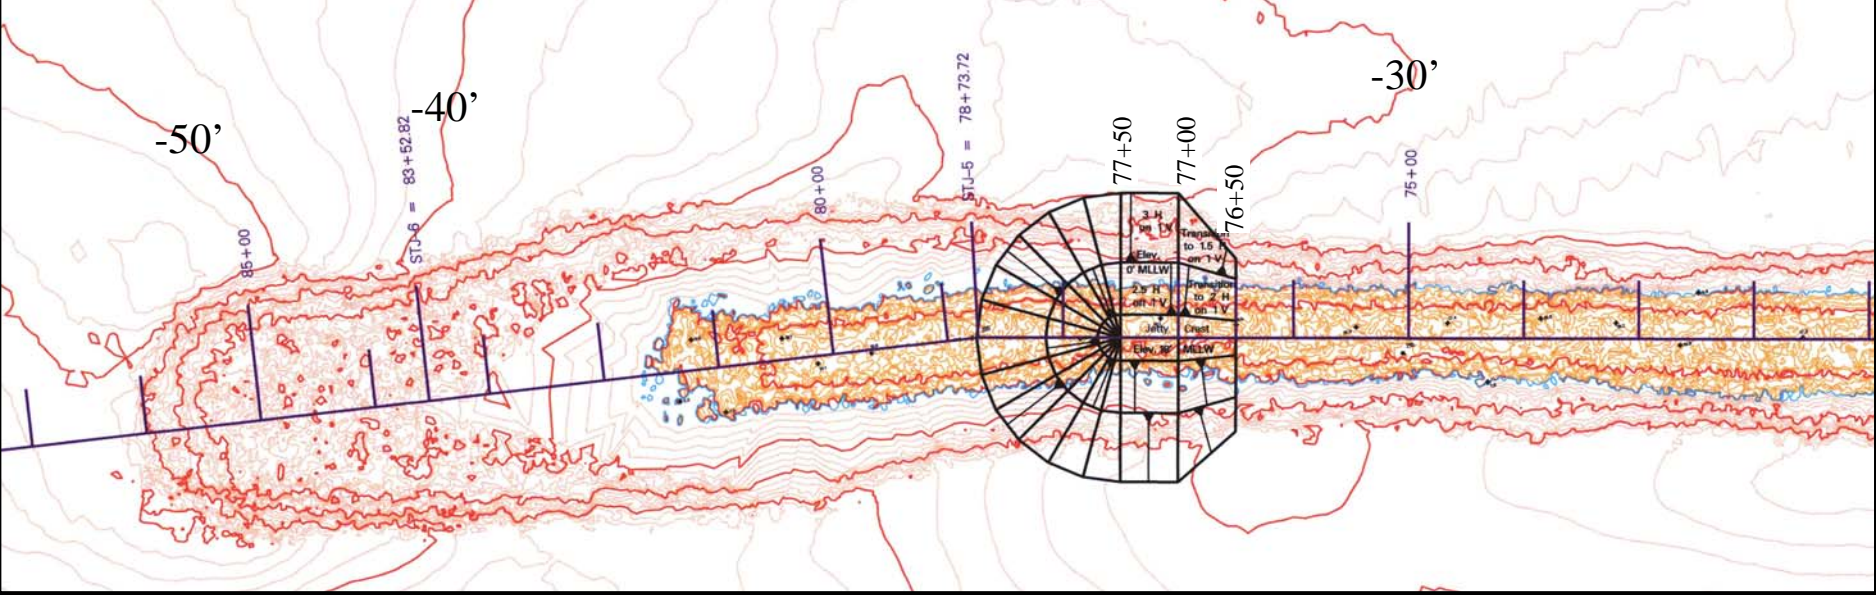 -50’
-40’
-30’
85+00
STJ-6 = 83+52.82
80+00
STJ-5 = 78+73.72
77+50
77+00
76+50
75+00
3 H
on 1 V
Elev.
0' MLLW
2.5 H
on 1 V
Transition
to 1.5 H
on 1 V
Transition
to 2 H
on 1 V
Jetty Crest
Elev. MLLW